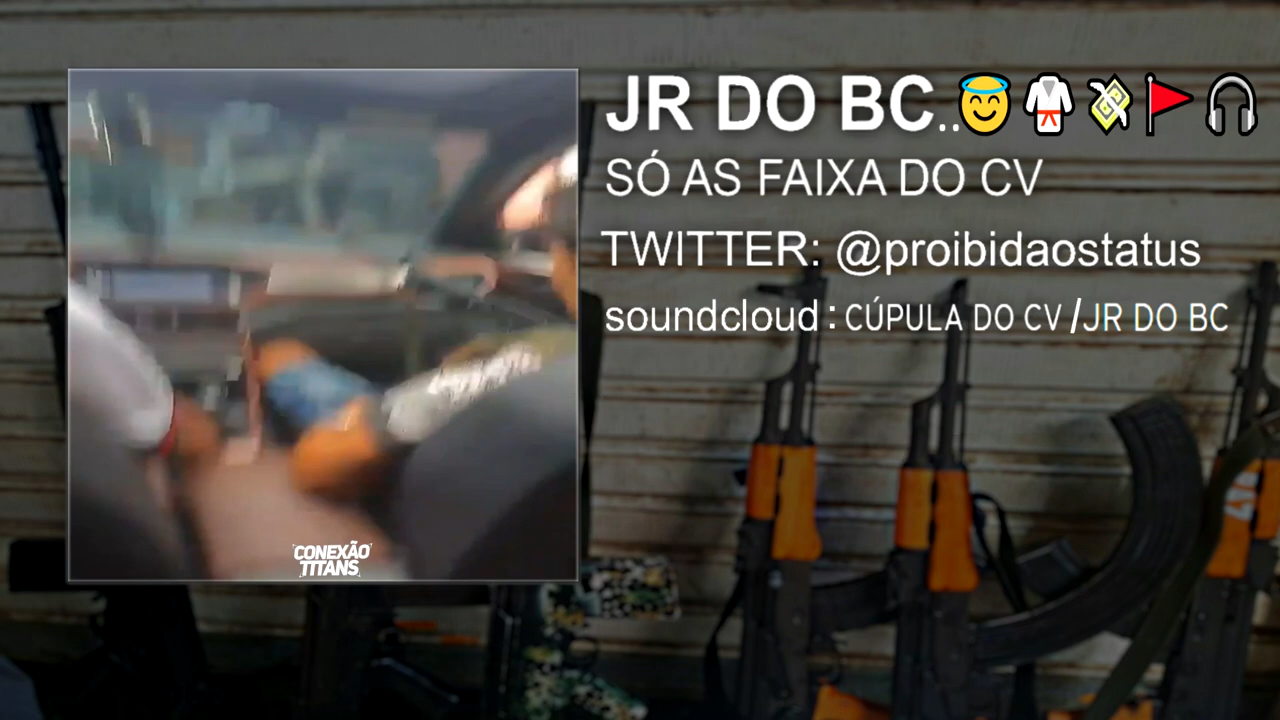 JR DO BC..😇🥋💸🚩🎧
SÓ AS FAIXA DO CV
TWITTER: @proibidaostatus
soundcloud : CÚPULA DO CV /JR DO BC
CONEXÃO
TITANS